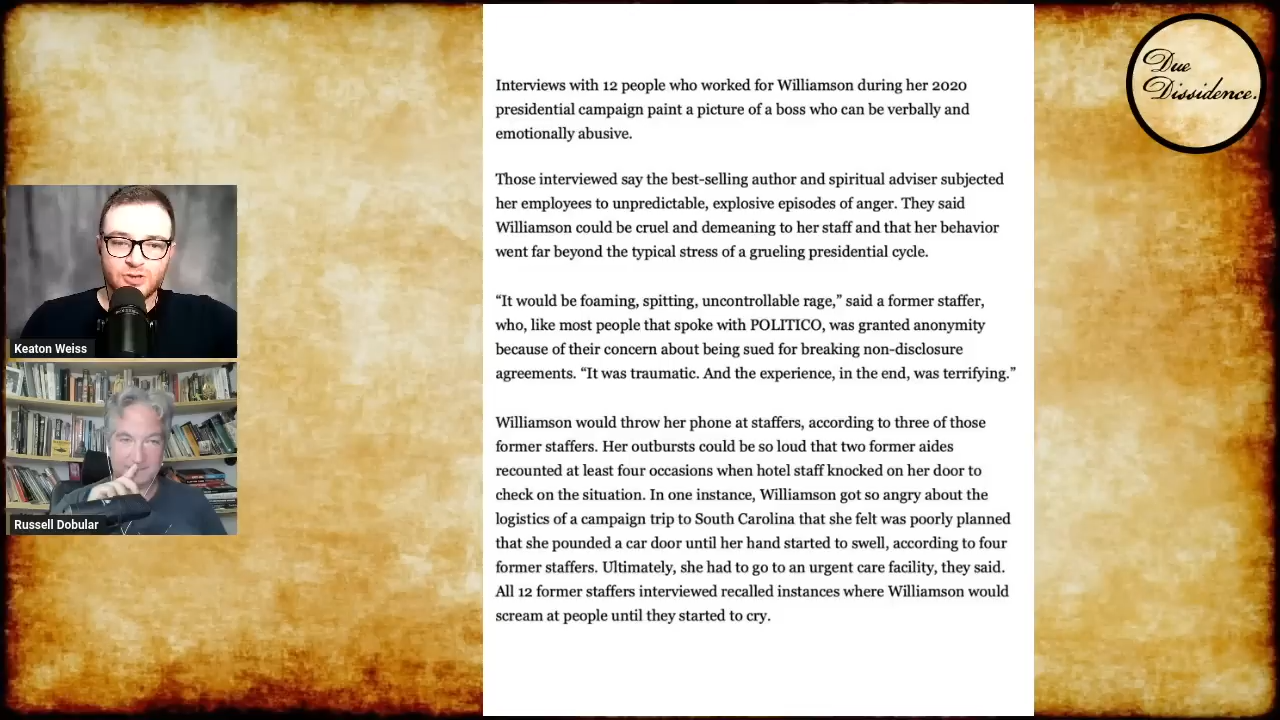 Interviews with 12 people who worked for Williamson during her 2020
presidential campaign paint a picture of a boss who can be verbally and
emotionally abusive.
Those interviewed say the best-selling author and spiritual adviser subjected
her employees to unpredictable, explosive episodes of anger. They said
Williamson could be cruel and demeaning to her staff and that her behavior
went far beyond the typical stress of a grueling presidential cycle.
“It would be foaming, spitting, uncontrollable rage,” said a former staffer,
who, like most people that spoke with POLITICO, was granted anonymity
because of their concern about being sued for breaking non-disclosure
agreements. “It was traumatic. And the experience, in the end, was terrifying.”
Williamson would throw her phone at staffers, according to three of those
former staffers. Her outbursts could be so loud that two former aides
recounted at least four occasions when hotel staff knocked on her door to
check on the situation. In one instance, Williamson got so angry about the
logistics of a campaign trip to South Carolina that she felt was poorly planned
that she pounded a car door until her hand started to swell, according to four
former staffers. Ultimately, she had to go to an urgent care facility, they said.
All 12 former staffers interviewed recalled instances where Williamson would
scream at people until they started to cry.
Due
Dissidence.
Keaton Weiss
Russell Dobular